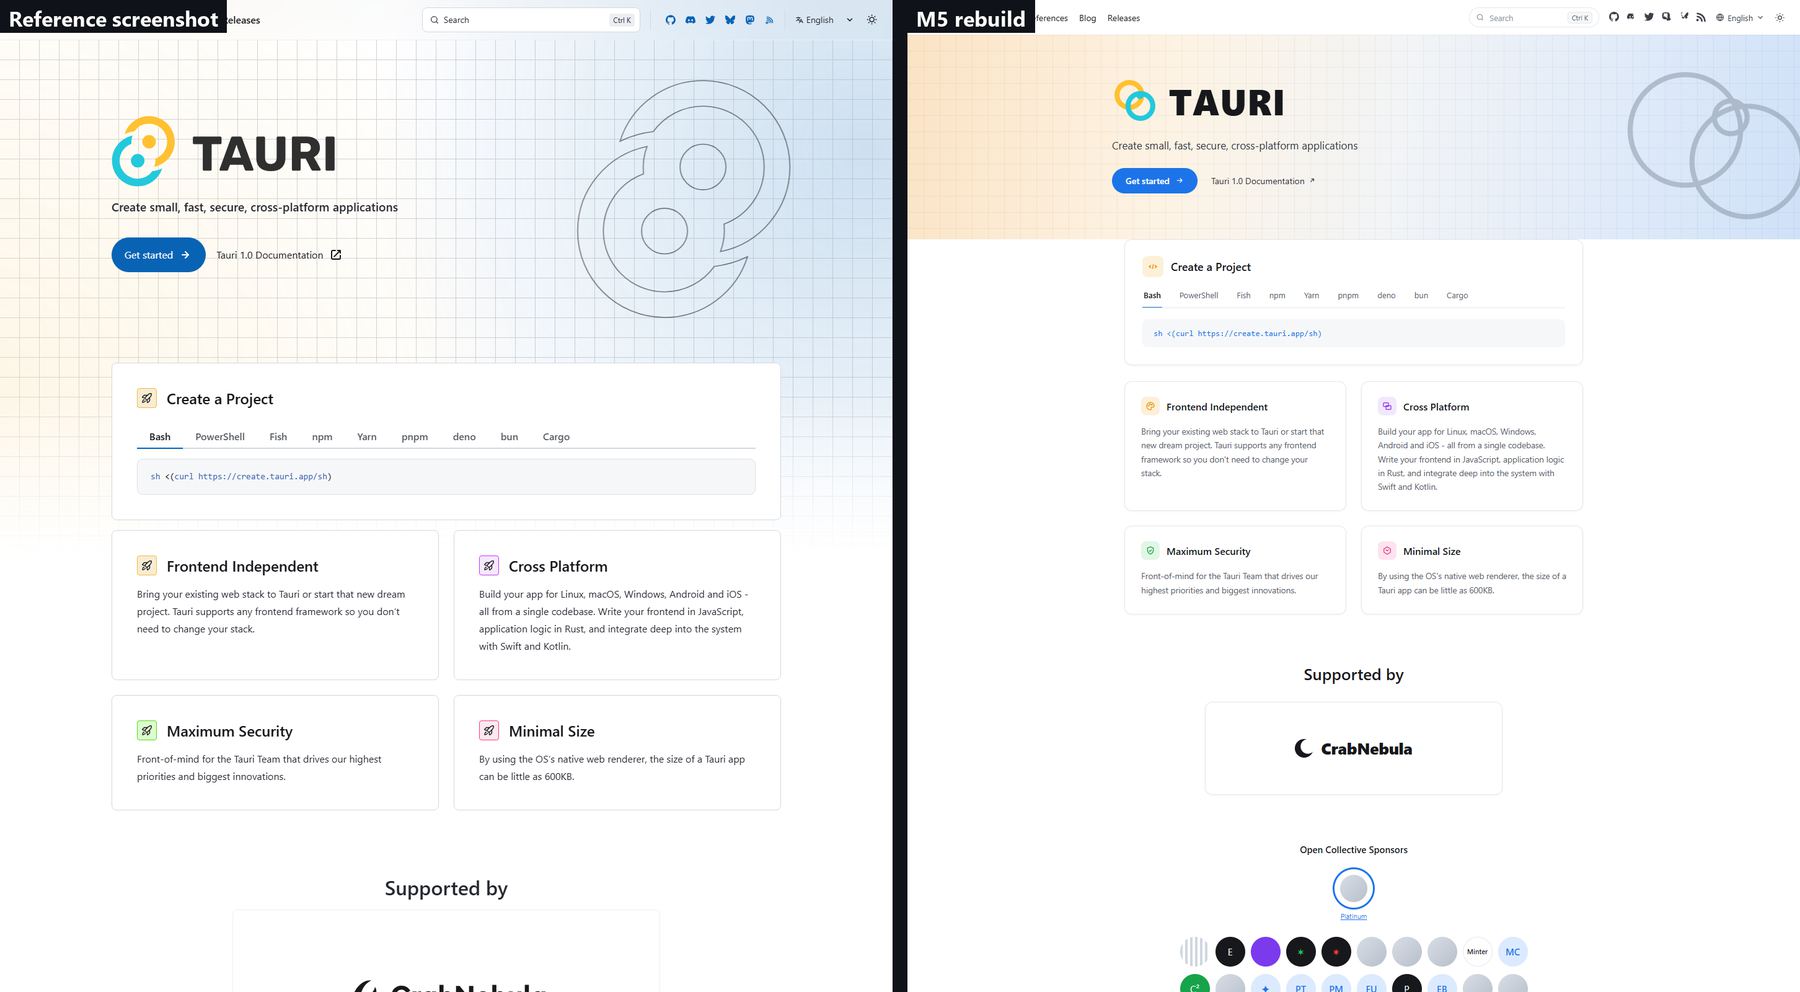 Reference screenshot
Releases
Search
Ctrl K
English
TAURI
Create small, fast, secure, cross-platform applications
Get started
Tauri 1.0 Documentation
Create a Project
Bash PowerShell Fish npm Yarn pnpm deno bun Cargo
sh <(curl https://create.tauri.app/sh)
Frontend Independent
Bring your existing web stack to Tauri or start that new dream
project. Tauri supports any frontend framework so you don't
need to change your stack.
Cross Platform
Build your app for Linux, macOS, Windows, Android and iOS -
all from a single codebase. Write your frontend in JavaScript,
application logic in Rust, and integrate deep into the system
with Swift and Kotlin.
Maximum Security
Front-of-mind for the Tauri Team that drives our highest
priorities and biggest innovations.
Minimal Size
By using the OS's native web renderer, the size of a Tauri app
can be little as 600KB.
Supported by
CrabNebula
M5 rebuild
ferences Blog Releases
Search
Ctrl K
English
TAURI
Create small, fast, secure, cross-platform applications
Get started
Tauri 1.0 Documentation
Create a Project
Bash PowerShell Fish npm Yarn pnpm deno bun Cargo
sh <(curl https://create.tauri.app/sh)
Frontend Independent
Bring your existing web stack to Tauri or start that
new dream project. Tauri supports any frontend
framework so you don't need to change your
stack.
Cross Platform
Build your app for Linux, macOS, Windows,
Android and iOS - all from a single codebase.
Write your frontend in JavaScript, application logic
in Rust, and integrate deep into the system with
Swift and Kotlin.
Maximum Security
Front-of-mind for the Tauri Team that drives our
highest priorities and biggest innovations.
Minimal Size
By using the OS's native web renderer, the size of a
Tauri app can be little as 600KB.
Supported by
CrabNebula
Open Collective Sponsors
Platinum
E Minter MC
C² PT PM FU P FB